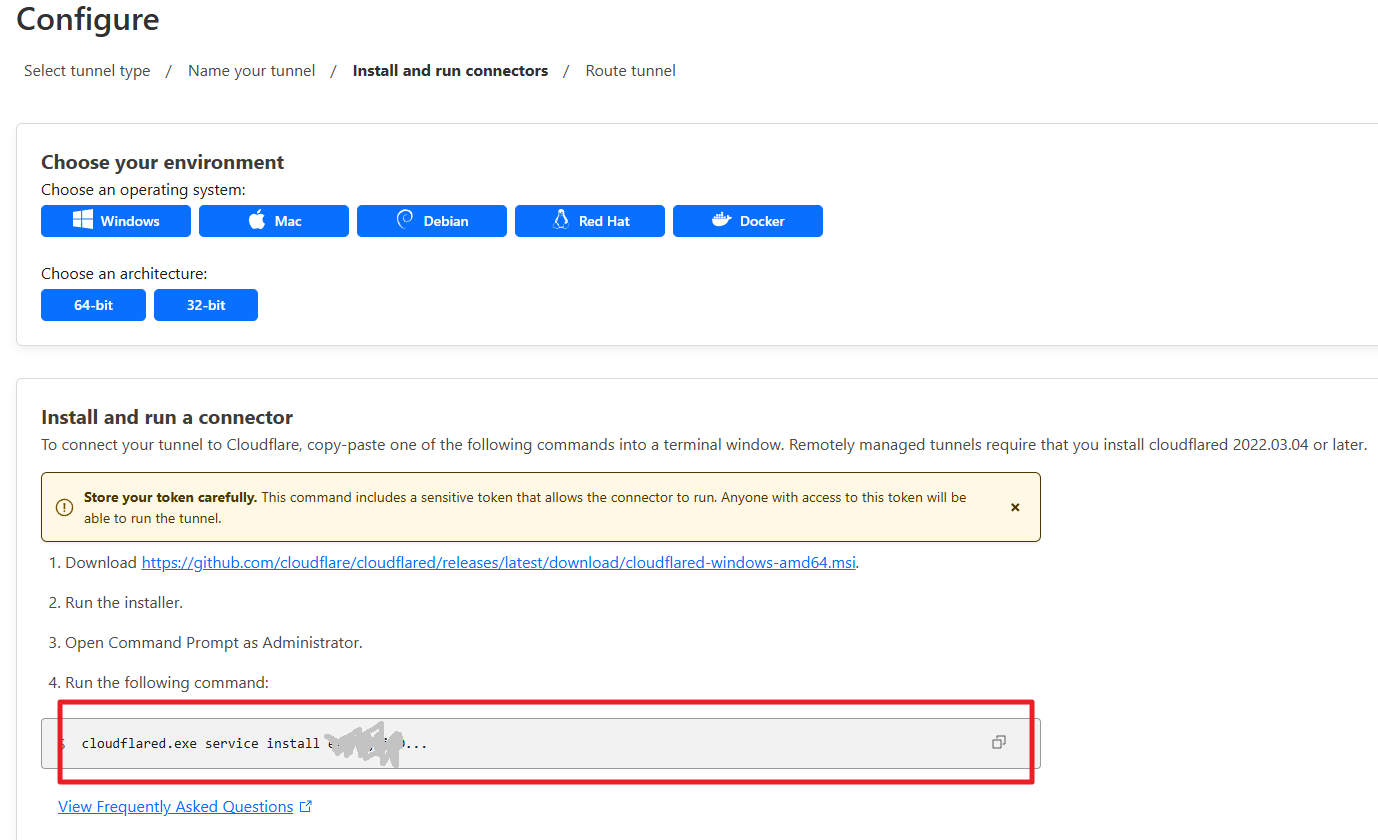 Configure
Select tunnel type / Name your tunnel / Install and run connectors / Route tunnel
Choose your environment
Choose an operating system:
Windows Mac Debian Red Hat Docker
Choose an architecture:
64-bit 32-bit
Install and run a connector
To connect your tunnel to Cloudflare, copy-paste one of the following commands into a terminal window. Remotely managed tunnels require that you install cloudflared 2022.03.04 or later.
Store your token carefully. This command includes a sensitive token that allows the connector to run. Anyone with access to this token will be
able to run the tunnel.
1. Download https://github.com/cloudflare/cloudflared/releases/latest/download/cloudflared-windows-amd64.msi.
2. Run the installer.
3. Open Command Prompt as Administrator.
4. Run the following command:
$ cloudflared.exe service install ...
View Frequently Asked Questions